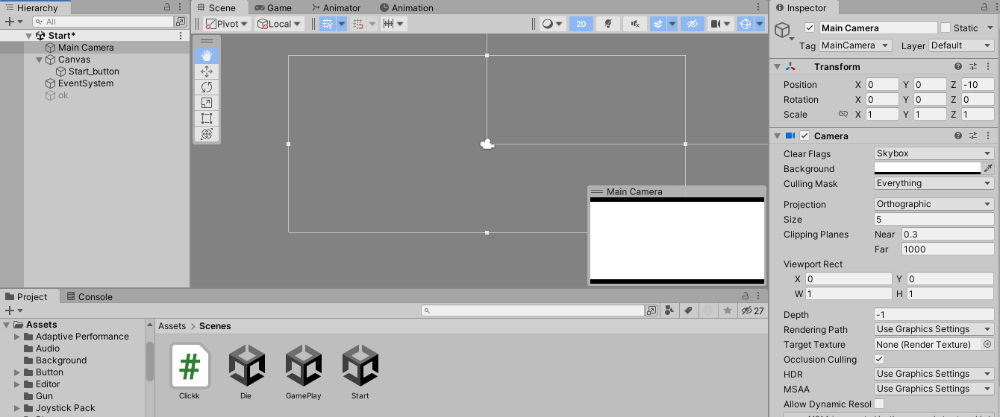 Hierarchy
All
Start*
Main Camera
Canvas
Start_button
EventSystem
ok
Scene Game Animator Animation
Pivot Local 2D
Main Camera
Inspector
Main Camera Static
Tag MainCamera Layer Default
Transform
Position X 0 Y 0 Z -10
Rotation X 0 Y 0 Z 0
Scale X 1 Y 1 Z 1
Camera
Clear Flags Skybox
Background
Culling Mask Everything
Projection Orthographic
Size 5
Clipping Planes Near 0.3
Far 1000
Viewport Rect
X 0 Y 0
W 1 H 1
Depth -1
Rendering Path Use Graphics Settings
Target Texture None (Render Texture)
Occlusion Culling
HDR Use Graphics Settings
MSAA Use Graphics Settings
Allow Dynamic Resol
Project Console
27
Assets
Adaptive Performance
Audio
Background
Button
Editor
Gun
Joystick Pack
Assets > Scenes
#
Clickk Die GamePlay Start